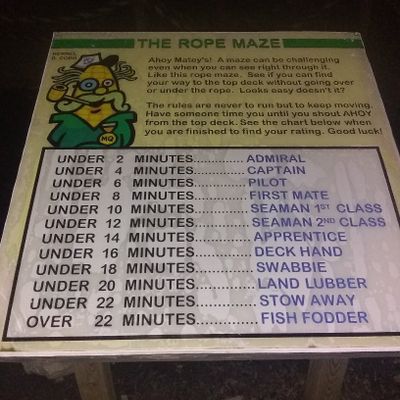 THE ROPE MAZE
KERNEL
D. COBB
Ahoy Matey's! A maze can be challenging
even when you can see right through it.
Like this rope maze. See if you can find
your way to the top deck without going over
or under the rope. Looks easy doesn't it?
The rules are never to run but to keep moving.
Have someone time you until you shout AHOY
from the top deck. See the chart below when
you are finished to find your rating. Good luck!
MQ
UNDER 2 MINUTES............ADMIRAL
UNDER 4 MINUTES............CAPTAIN
UNDER 6 MINUTES............PILOT
UNDER 8 MINUTES............FIRST MATE
UNDER 10 MINUTES............SEAMAN 1ST CLASS
UNDER 12 MINUTES............SEAMAN 2ND CLASS
UNDER 14 MINUTES............APPRENTICE
UNDER 16 MINUTES............DECK HAND
UNDER 18 MINUTES............SWABBIE
UNDER 20 MINUTES............LAND LUBBER
UNDER 22 MINUTES............STOW AWAY
OVER 22 MINUTES............FISH FODDER